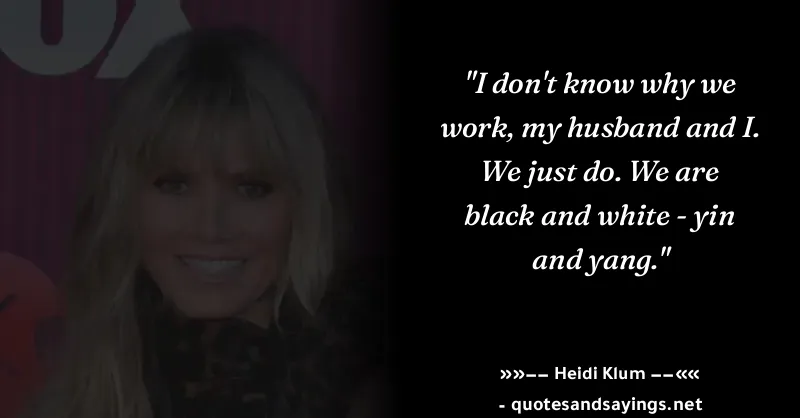 OX
"I don't know why we
work, my husband and I.
We just do. We are
black and white - yin
and yang."
»»—— Heidi Klum ——««
- quotesandsayings.net